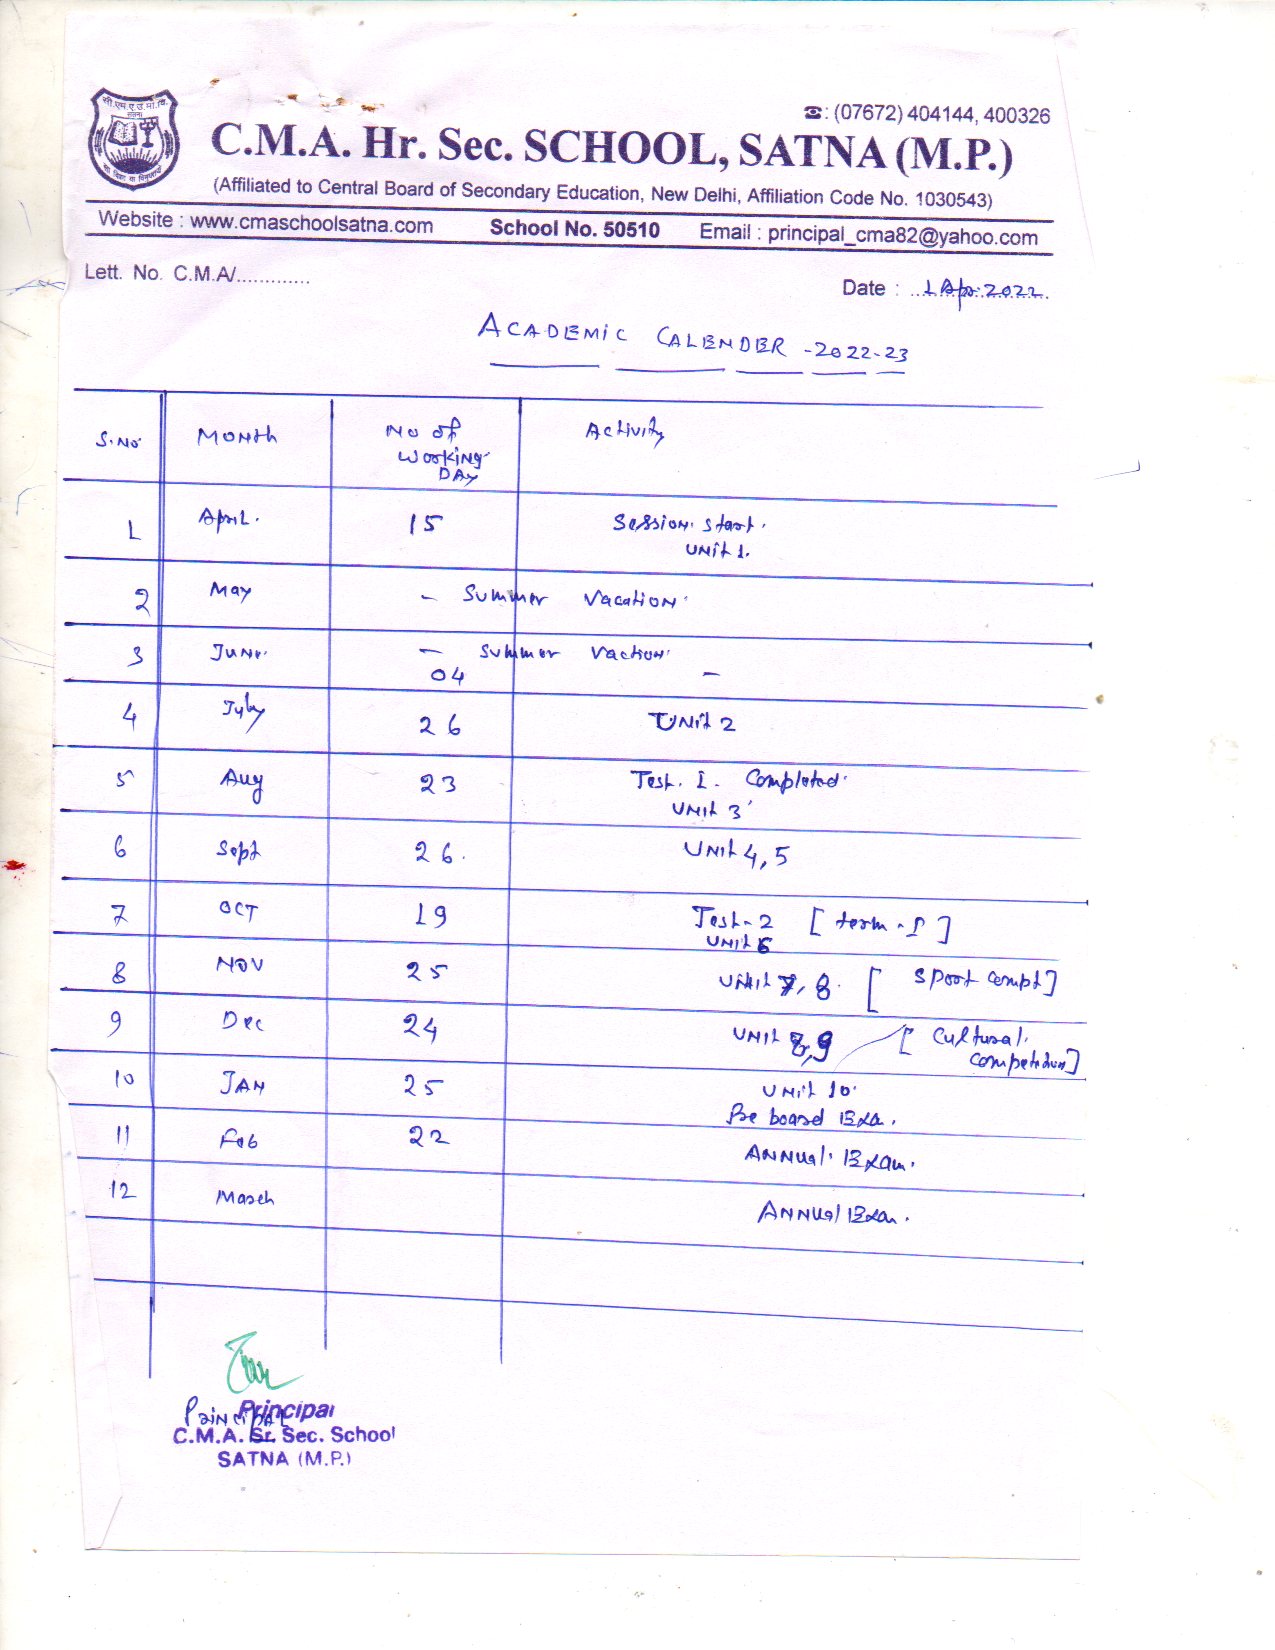 सी.एम.ए.उ.मा.वि.
सतना
☎: (07672) 404144, 400326
C.M.A. Hr. Sec. SCHOOL, SATNA (M.P.)
(Affiliated to Central Board of Secondary Education, New Delhi, Affiliation Code No. 1030543)
Website : www.cmaschoolsatna.com School No. 50510 Email : principal_cma82@yahoo.com
Lett. No. C.M.A/.............
Date : 1 Apr. 2022
ACADEMIC CALENDER - 2022-23
S.No MONTH No of Activity
Working
DAY
1 April. 15 Session start.
Unit 1.
2 May - Summer Vacation
3 June - Summer Vaction
04 -
4 July 26 Unit 2
5 Aug 23 Test. I. Completed
Unit 3
6 Sept 26. Unit 4, 5
7 OCT 19 Test-2 [term-I]
Unit 6
8 NOV 25 Unit 7, 8 [Sport Compt]
9 Dec 24 Unit 8,9 [Cultural.
Competetion]
10 JAN 25 Unit 10
Pre board Exa.
11 Feb 22 ANNUal. Exam.
12 March ANNUal Exa.
Principal
PRINCIPAL
C.M.A. Sr. Sec. School
SATNA (M.P.)